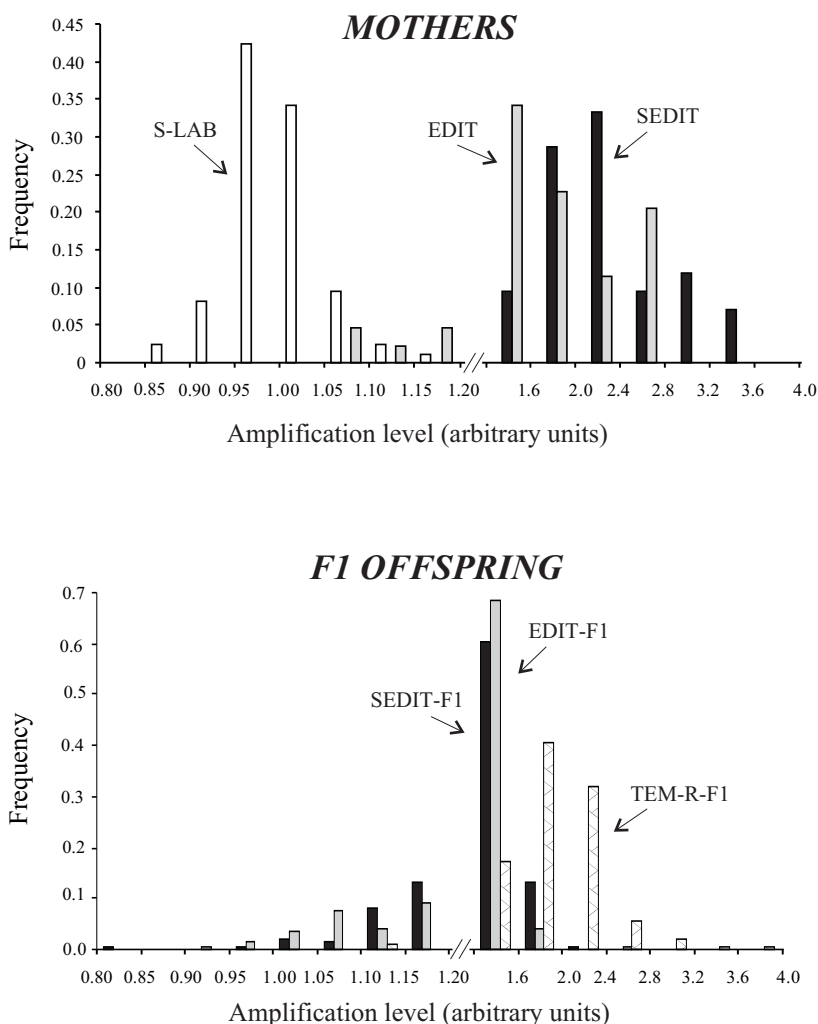 MOTHERS
0.45
0.40
0.35
0.30
0.25
0.20
0.15
0.10
0.05
0
Frequency
S-LAB
EDIT
SEDIT
0.80 0.85 0.90 0.95 1.00 1.05 1.10 1.15 1.20 1.6 2.0 2.4 2.8 3.2 3.6 4.0
Amplification level (arbitrary units)
F1 OFFSPRING
0.7
0.6
0.5
0.4
0.3
0.2
0.1
0.0
Frequency
EDIT-F1
SEDIT-F1
TEM-R-F1
0.80 0.85 0.90 0.95 1.00 1.05 1.10 1.15 1.20 1.6 2.0 2.4 2.8 3.2 3.6 4.0
Amplification level (arbitrary units)